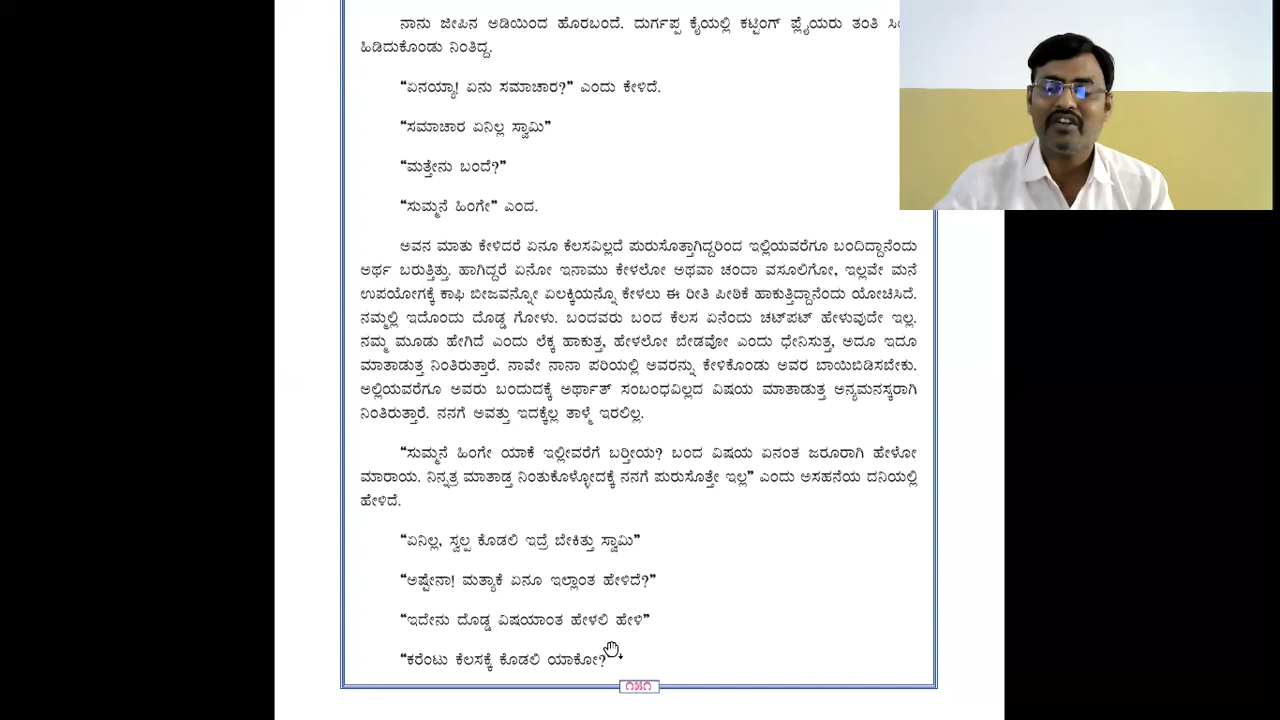 ನಾನು ಜೀಪಿನ ಅಡಿಯಿಂದ ಹೊರಬಂದೆ. ದುರ್ಗಪ್ಪ ಕೈಯಲ್ಲಿ ಕಟ್ಟಿಂಗ್ ಪ್ಲೈಯರು ತಂತಿ
ಹಿಡಿದುಕೊಂಡು ನಿಂತಿದ್ದ.
“ಏನಯ್ಯಾ! ಏನು ಸಮಾಚಾರ?” ಎಂದು ಕೇಳಿದೆ.
“ಸಮಾಚಾರ ಏನಿಲ್ಲ ಸ್ವಾಮಿ”
“ಮತ್ತೇನು ಬಂದೆ?”
“ಸುಮ್ಮನೆ ಹಿಂಗೇ” ಎಂದ.
ಅವನ ಮಾತು ಕೇಳಿದರೆ ಏನೂ ಕೆಲಸವಿಲ್ಲದೆ ಪುರುಸೊತ್ತಾಗಿದ್ದರಿಂದ ಇಲ್ಲಿಯವರೆಗೂ ಬಂದಿದ್ದಾನೆಂದು
ಅರ್ಥ ಬರುತ್ತಿತ್ತು. ಹಾಗಿದ್ದರೆ ಏನೋ ಇನಾಮು ಕೇಳಲೋ ಅಥವಾ ಚಂದಾ ವಸೂಲಿಗೋ, ಇಲ್ಲವೇ ಮನೆ
ಉಪಯೋಗಕ್ಕೆ ಕಾಫಿ ಬೀಜವನ್ನೋ ಏಲಕ್ಕಿಯನ್ನೊ ಕೇಳಲು ಈ ರೀತಿ ಪೀಠಿಕೆ ಹಾಕುತ್ತಿದ್ದಾನೆಂದು ಯೋಚಿಸಿದೆ.
ನಮ್ಮಲ್ಲಿ ಇದೊಂದು ದೊಡ್ಡ ಗೋಳು. ಬಂದವರು ಬಂದ ಕೆಲಸ ಏನೆಂದು ಚಟ್‌ಪಟ್ ಹೇಳುವುದೇ ಇಲ್ಲ.
ನಮ್ಮ ಮೂಡು ಹೇಗಿದೆ ಎಂದು ಲೆಕ್ಕ ಹಾಕುತ್ತ, ಹೇಳಲೋ ಬೇಡವೋ ಎಂದು ಧೇನಿಸುತ್ತ, ಅದೂ ಇದೂ
ಮಾತಾಡುತ್ತ ನಿಂತಿರುತ್ತಾರೆ. ನಾವೇ ನಾನಾ ಪರಿಯಲ್ಲಿ ಅವರನ್ನು ಕೇಳಿಕೊಂಡು ಅವರ ಬಾಯಿಬಿಡಿಸಬೇಕು.
ಅಲ್ಲಿಯವರೆಗೂ ಅವರು ಬಂದುದಕ್ಕೆ ಅರ್ಥಾತ್ ಸಂಬಂಧವಿಲ್ಲದ ವಿಷಯ ಮಾತಾಡುತ್ತ ಅನ್ಯಮನಸ್ಕರಾಗಿ
ನಿಂತಿರುತ್ತಾರೆ. ನನಗೆ ಅವತ್ತು ಇದಕ್ಕೆಲ್ಲ ತಾಳ್ಮೆ ಇರಲಿಲ್ಲ.
“ಸುಮ್ಮನೆ ಹಿಂಗೇ ಯಾಕೆ ಇಲ್ಲೀವರೆಗೆ ಬರ‍್ತೀಯ? ಬಂದ ವಿಷಯ ಏನಂತ ಜರೂರಾಗಿ ಹೇಳೋ
ಮಾರಾಯ. ನಿನ್ನತ್ರ ಮಾತಾಡ್ತ ನಿಂತುಕೊಳ್ಳೋದಕ್ಕೆ ನನಗೆ ಪುರುಸೊತ್ತೇ ಇಲ್ಲ” ಎಂದು ಅಸಹನೆಯ ದನಿಯಲ್ಲಿ
ಹೇಳಿದೆ.
“ಏನಿಲ್ಲ, ಸ್ವಲ್ಪ ಕೊಡಲಿ ಇದ್ರೆ ಬೇಕಿತ್ತು ಸ್ವಾಮಿ”
“ಅಷ್ಟೇನಾ! ಮತ್ಯಾಕೆ ಏನೂ ಇಲ್ಲಾಂತ ಹೇಳಿದೆ?”
“ಇದೇನು ದೊಡ್ಡ ವಿಷಯಾಂತ ಹೇಳಲಿ ಹೇಳಿ”
“ಕರೆಂಟು ಕೆಲಸಕ್ಕೆ ಕೊಡಲಿ ಯಾಕೋ?
೧೫೧